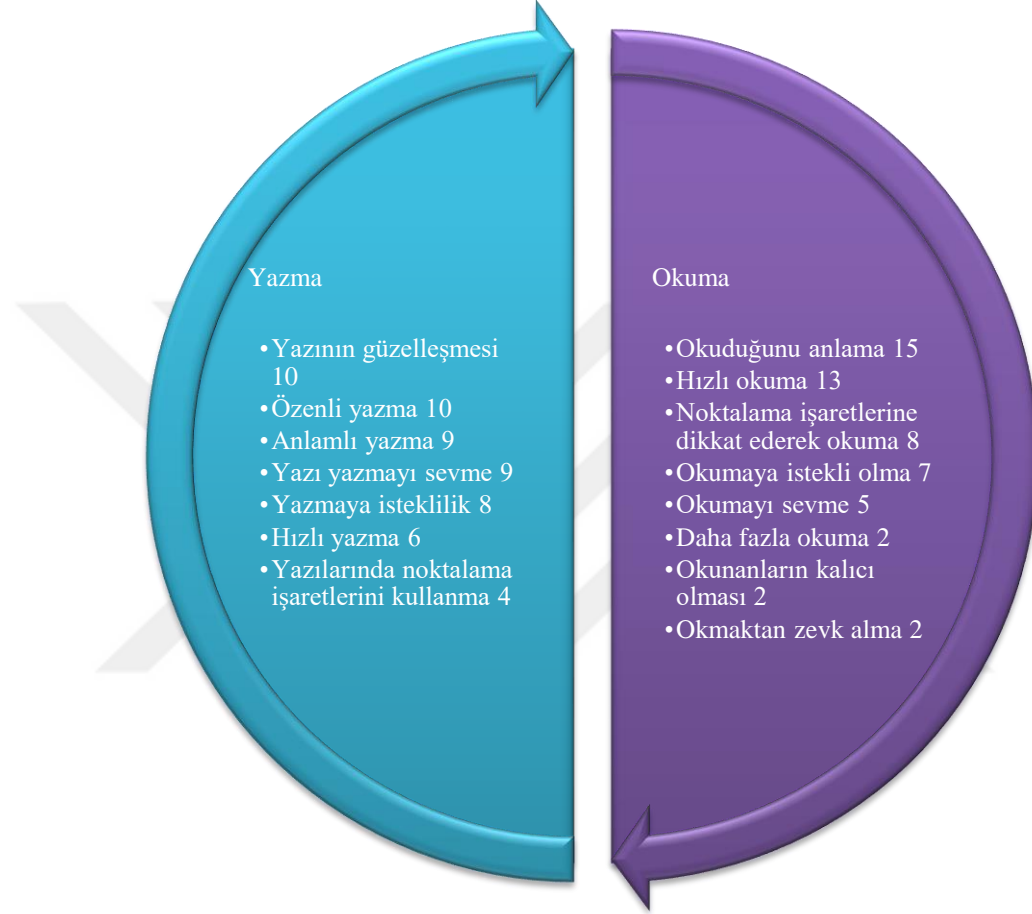 Yazma
•Yazının güzelleşmesi
10
•Özenli yazma 10
•Anlamlı yazma 9
•Yazı yazmayı sevme 9
•Yazmaya isteklilik 8
•Hızlı yazma 6
•Yazılarında noktalama
işaretlerini kullanma 4
Okuma
•Okuduğunu anlama 15
•Hızlı okuma 13
•Noktalama işaretlerine
dikkat ederek okuma 8
•Okumaya istekli olma 7
•Okumayı sevme 5
•Daha fazla okuma 2
•Okunanların kalıcı
olması 2
•Okmaktan zevk alma 2